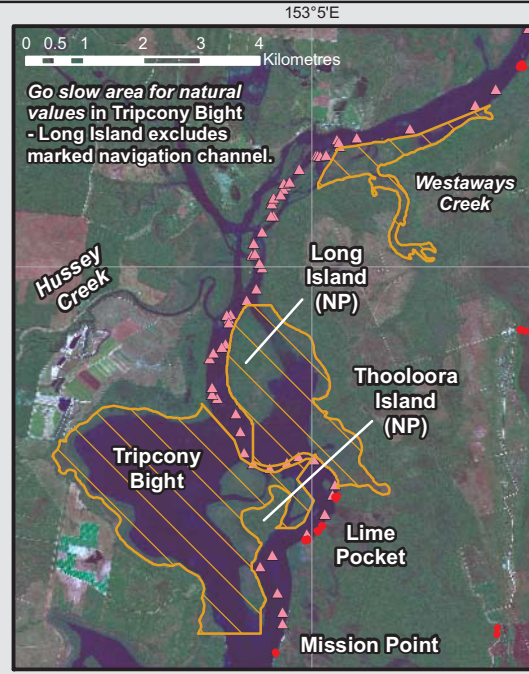 153°5'E
0 0.5 1 2 3 4
Kilometres
Go slow area for natural
values in Tripcony Bight
- Long Island excludes
marked navigation channel.
Westaways
Creek
Long
Island
(NP)
Hussey
Creek
Thooloora
Island
(NP)
Tripcony
Bight
Lime
Pocket
Mission Point